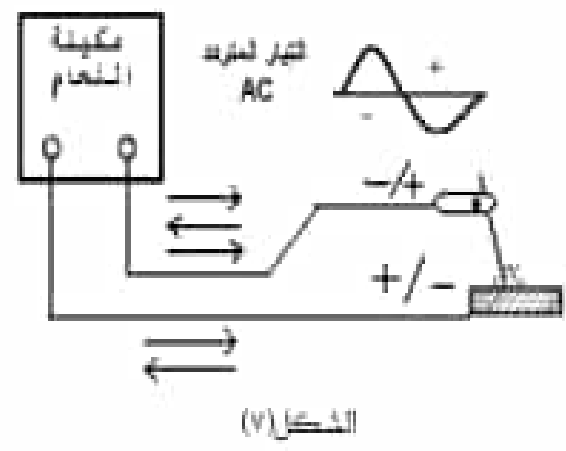 مكينة
اللحام
التيار المتردد
AC
+
-
-/+
+/-
الشكل (٧)